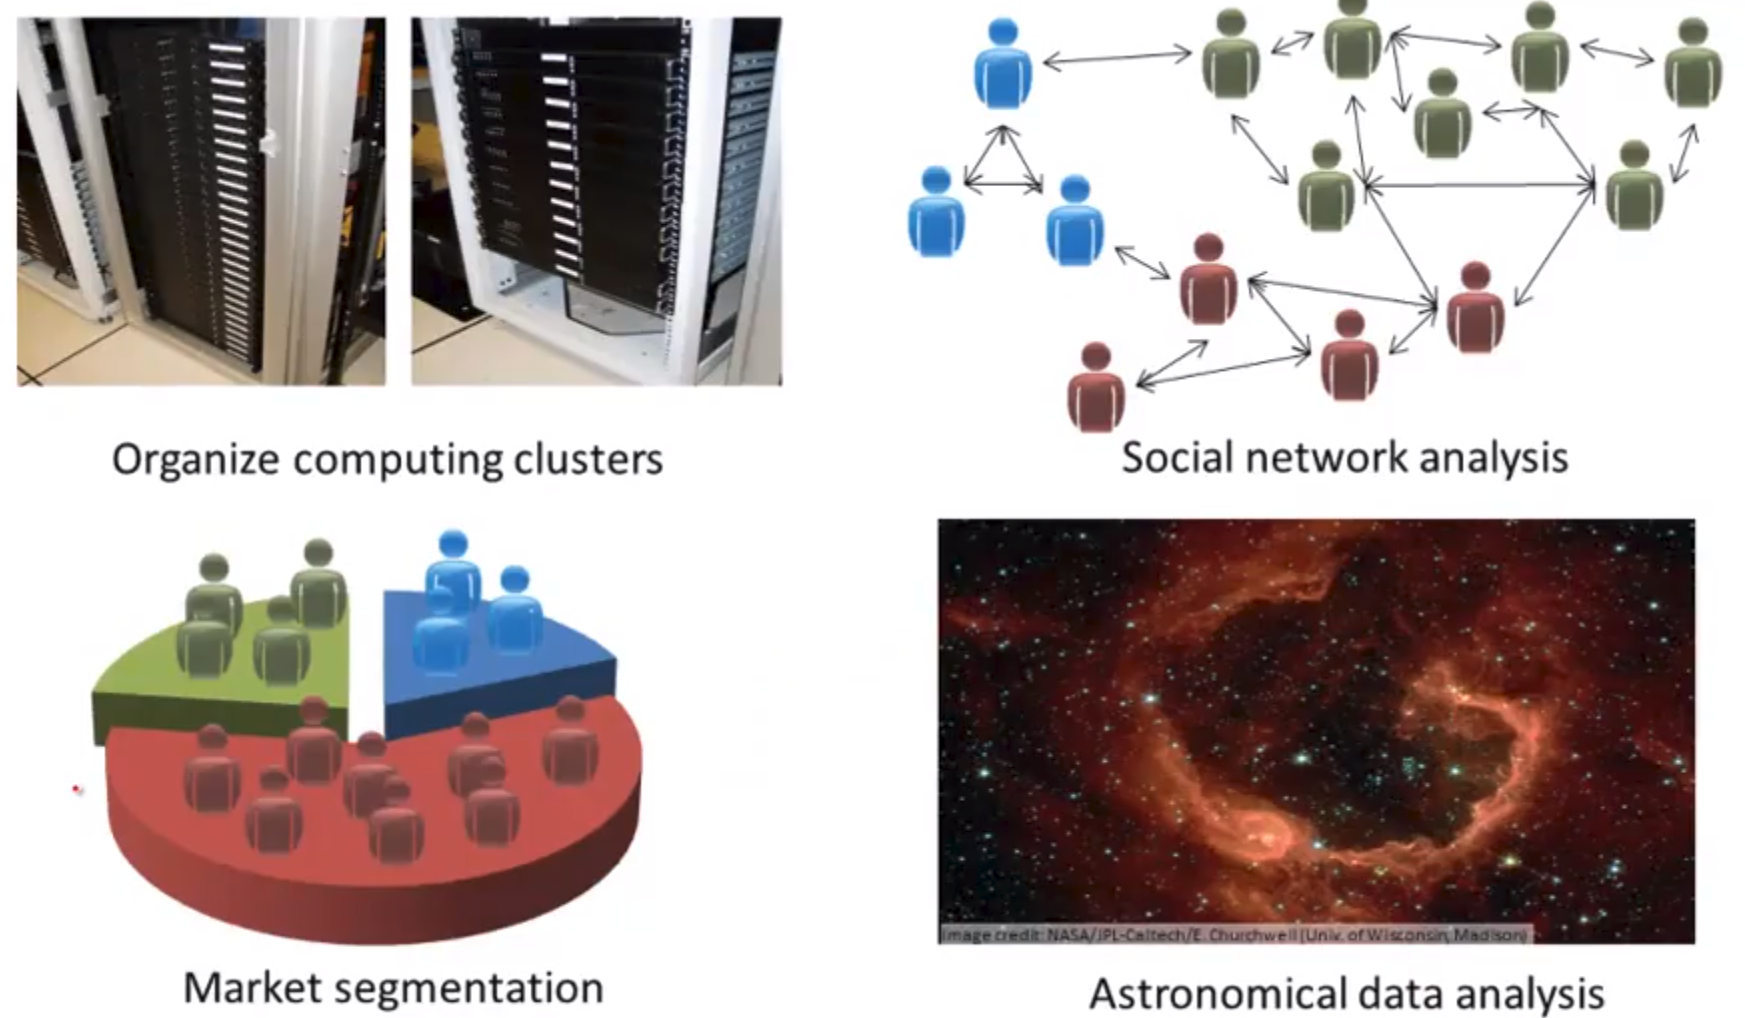 Organize computing clusters
Social network analysis
Image credit: NASA/JPL-Caltech/E. Churchwell (Univ. of Wisconsin, Madison)
Market segmentation
Astronomical data analysis